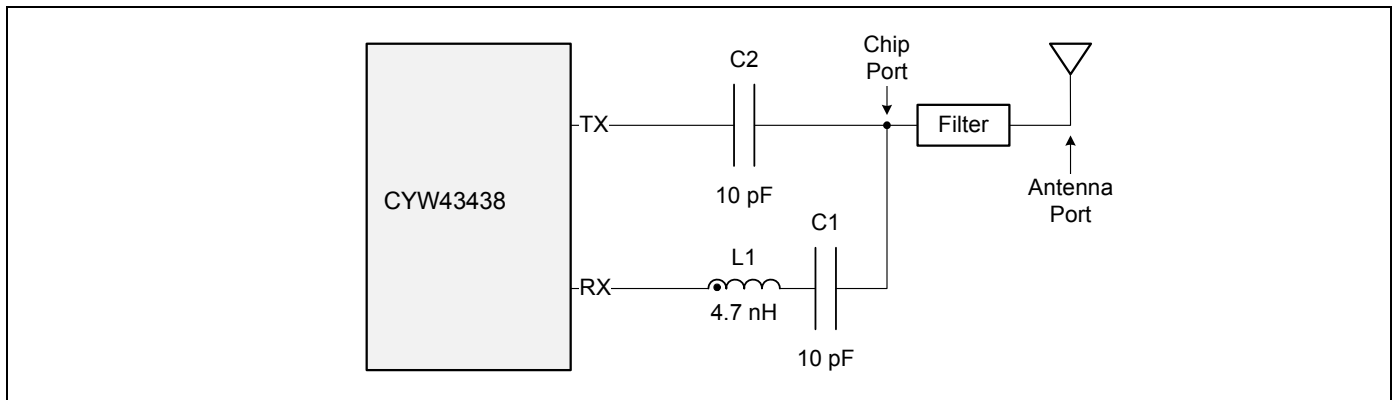 Chip
Port
C2
TX
Filter
10 pF
Antenna
Port
CYW43438
C1
L1
RX
4.7 nH
10 pF